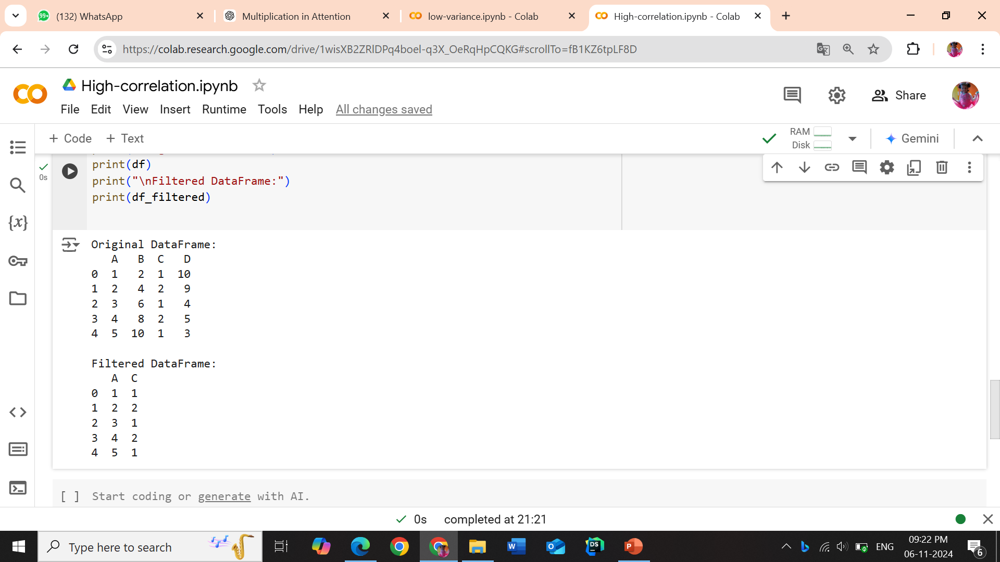 99+ (132) WhatsApp
Multiplication in Attention
low-variance.ipynb - Colab
High-correlation.ipynb - Colab
https://colab.research.google.com/drive/1wisXB2ZRlDPq4boel-q3X_OeRqHpCQKG#scrollTo=fB1KZ6tpLF8D
High-correlation.ipynb
Share
File Edit View Insert Runtime Tools Help All changes saved
+ Code + Text
RAM
Disk
Gemini
0s
print(df)
print("\nFiltered DataFrame:")
print(df_filtered)
{x}
Original DataFrame:
A B C D
0 1 2 1 10
1 2 4 2 9
2 3 6 1 4
3 4 8 2 5
4 5 10 1 3
Filtered DataFrame:
A C
0 1 1
1 2 2
2 3 1
3 4 2
4 5 1
[ ] Start coding or generate with AI.
0s completed at 21:21
Type here to search
W
O
DS
P
ENG
09:22 PM
06-11-2024
6